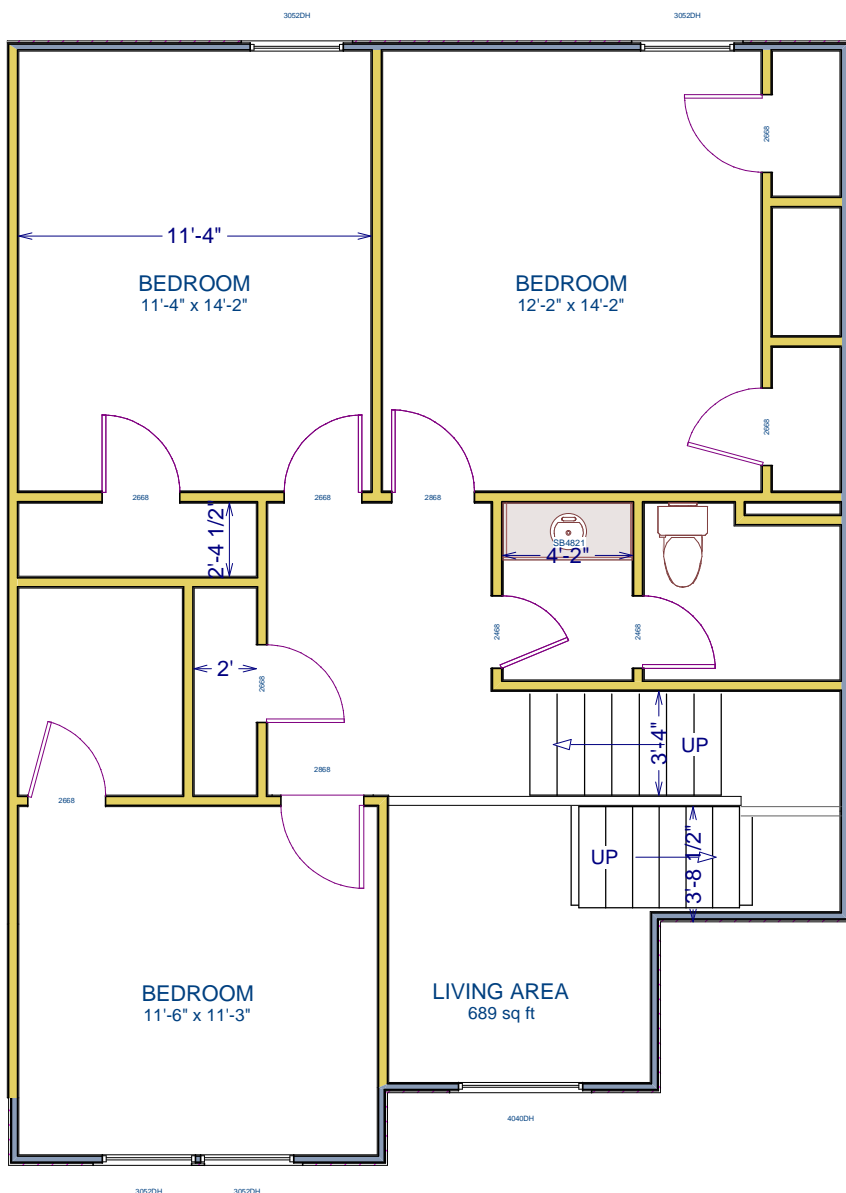 3052DH
3052DH
2668
11'-4"
BEDROOM
11'-4" x 14'-2"
BEDROOM
12'-2" x 14'-2"
2668
2668
2668
2868
2'-4 1/2"
SB4821
4'-2"
2468
2468
2'
2668
3'-4"
UP
2868
2668
UP
3'-8 1/2"
BEDROOM
11'-6" x 11'-3"
LIVING AREA
689 sq ft
4040DH
3052DH
3052DH